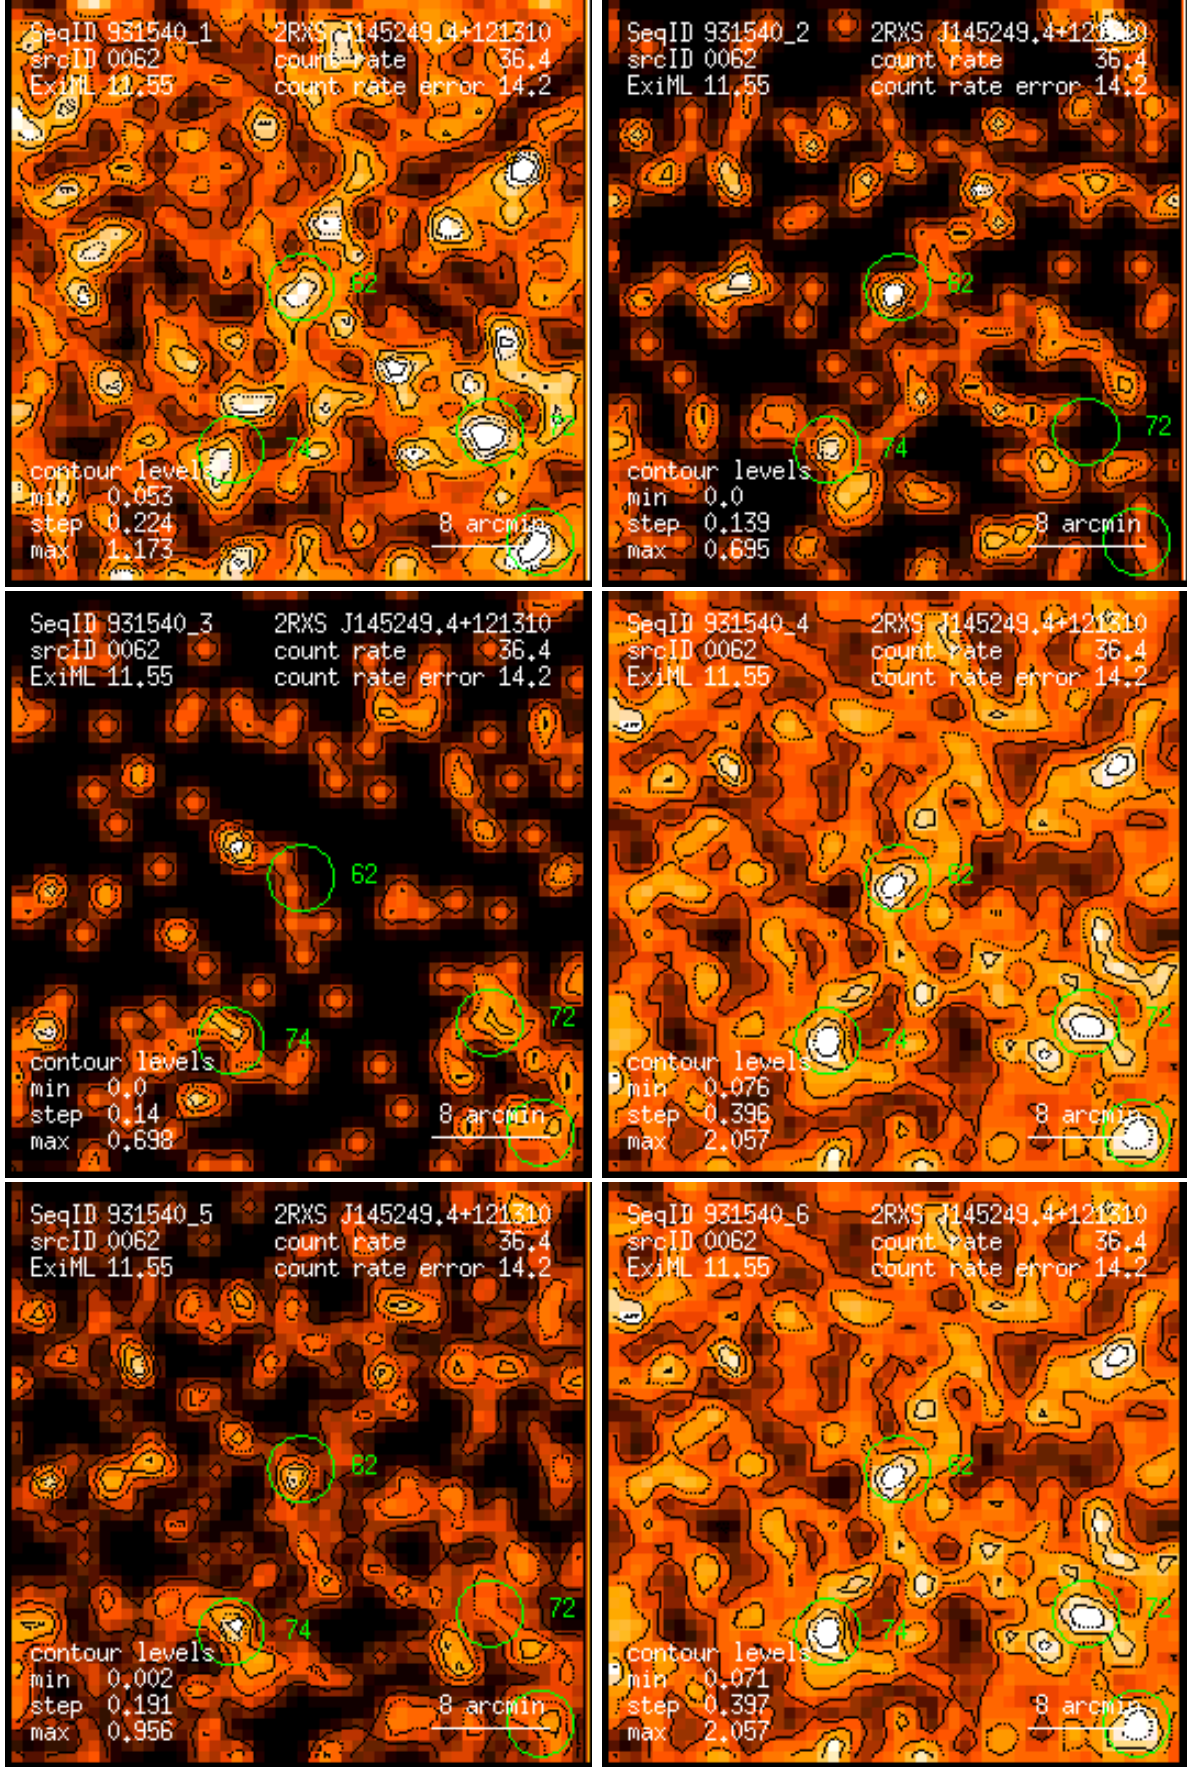 SeqID 931540_1 2RXS J145249.4+121310
srcID 0062 count rate 36.4
ExiML 11.55 count rate error 14.2
62
72
74
contour levels
min 0.053
step 0.224
max 1.173
8 arcmin
SeqID 931540_2 2RXS J145249.4+121310
srcID 0062 count rate 36.4
ExiML 11.55 count rate error 14.2
62
72
74
contour levels
min 0.0
step 0.139
max 0.695
8 arcmin
SeqID 931540_3 2RXS J145249.4+121310
srcID 0062 count rate 36.4
ExiML 11.55 count rate error 14.2
62
72
74
contour levels
min 0.0
step 0.14
max 0.698
8 arcmin
SeqID 931540_4 2RXS J145249.4+121310
srcID 0062 count rate 36.4
ExiML 11.55 count rate error 14.2
62
72
74
contour levels
min 0.076
step 0.396
max 2.057
8 arcmin
SeqID 931540_5 2RXS J145249.4+121310
srcID 0062 count rate 36.4
ExiML 11.55 count rate error 14.2
62
72
74
contour levels
min 0.002
step 0.191
max 0.956
8 arcmin
SeqID 931540_6 2RXS J145249.4+121310
srcID 0062 count rate 36.4
ExiML 11.55 count rate error 14.2
62
72
74
contour levels
min 0.071
step 0.397
max 2.057
8 arcmin